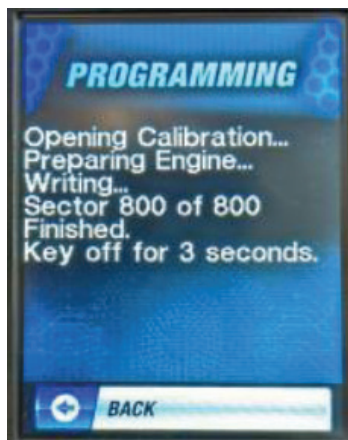 PROGRAMMING
Opening Calibration...
Preparing Engine...
Writing...
Sector 800 of 800
Finished.
Key off for 3 seconds.
BACK